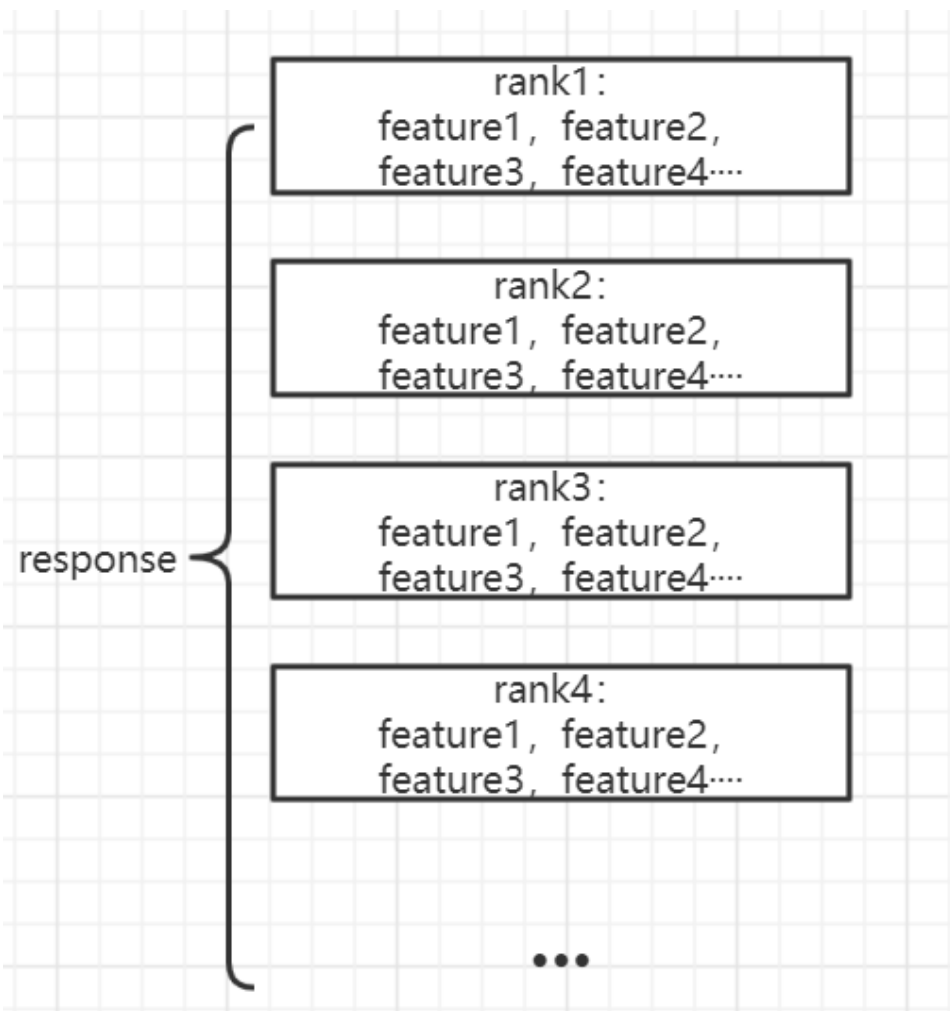 rank1:
feature1, feature2,
feature3, feature4····
rank2:
feature1, feature2,
feature3, feature4····
rank3:
feature1, feature2,
feature3, feature4····
response
rank4:
feature1, feature2,
feature3, feature4····
•••